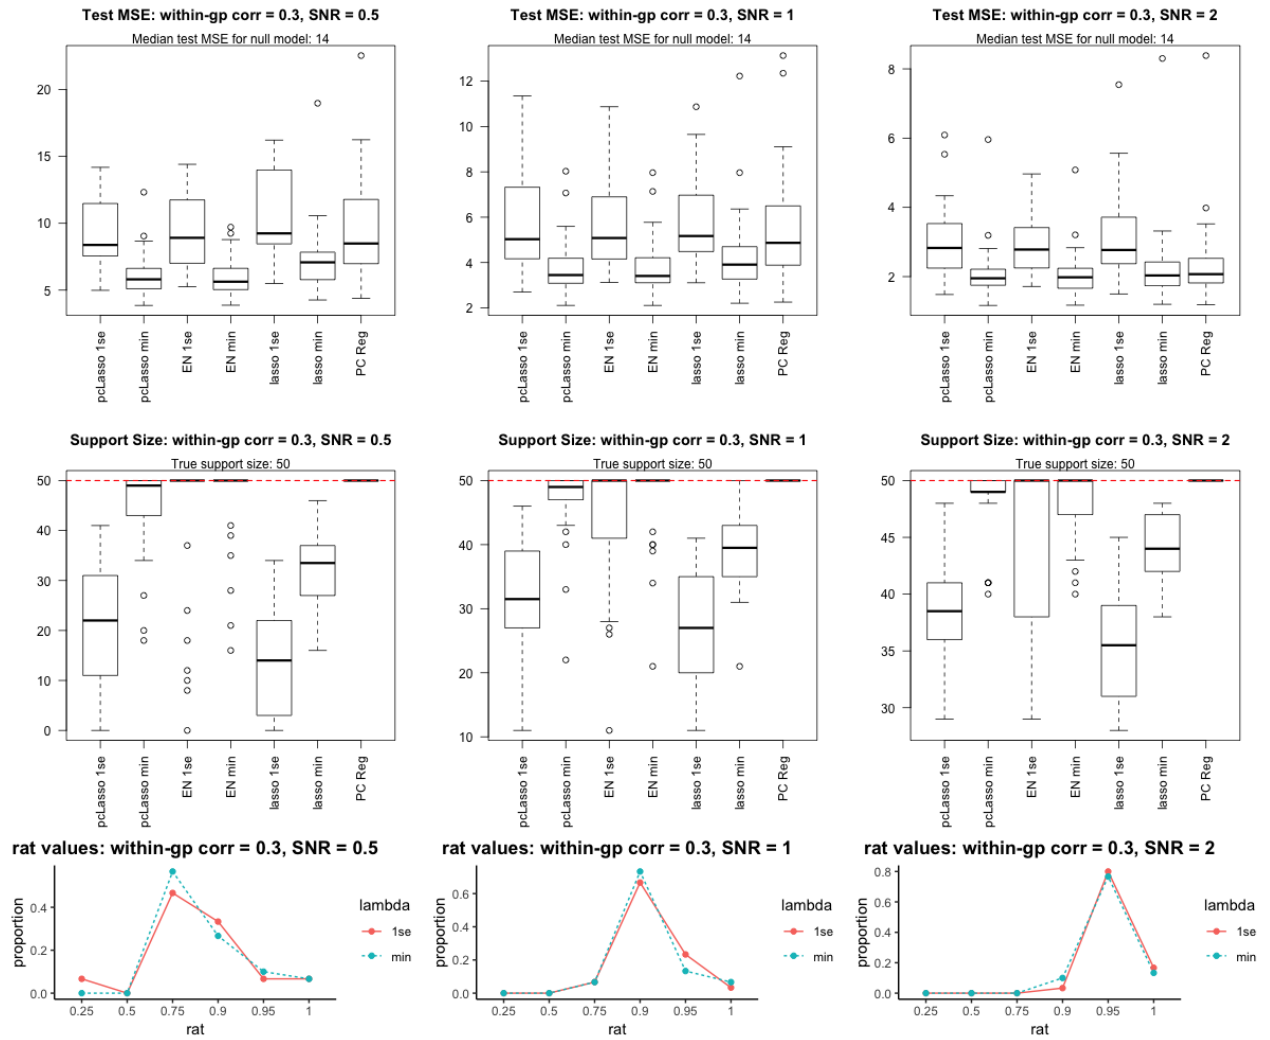 Test MSE: within-gp corr = 0.3, SNR = 0.5
Median test MSE for null model: 14
20
15
10
5
pcLasso 1se
pcLasso min
EN 1se
EN min
lasso 1se
lasso min
PC Reg
Test MSE: within-gp corr = 0.3, SNR = 1
Median test MSE for null model: 14
12
10
8
6
4
2
pcLasso 1se
pcLasso min
EN 1se
EN min
lasso 1se
lasso min
PC Reg
Test MSE: within-gp corr = 0.3, SNR = 2
Median test MSE for null model: 14
8
6
4
2
pcLasso 1se
pcLasso min
EN 1se
EN min
lasso 1se
lasso min
PC Reg
Support Size: within-gp corr = 0.3, SNR = 0.5
True support size: 50
50
40
30
20
10
0
pcLasso 1se
pcLasso min
EN 1se
EN min
lasso 1se
lasso min
PC Reg
Support Size: within-gp corr = 0.3, SNR = 1
True support size: 50
50
40
30
20
10
pcLasso 1se
pcLasso min
EN 1se
EN min
lasso 1se
lasso min
PC Reg
Support Size: within-gp corr = 0.3, SNR = 2
True support size: 50
50
45
40
35
30
pcLasso 1se
pcLasso min
EN 1se
EN min
lasso 1se
lasso min
PC Reg
rat values: within-gp corr = 0.3, SNR = 0.5
proportion
0.4
0.2
0.0
0.25 0.5 0.75 0.9 0.95 1
rat
lambda
1se
min
rat values: within-gp corr = 0.3, SNR = 1
proportion
0.6
0.4
0.2
0.0
0.25 0.5 0.75 0.9 0.95 1
rat
lambda
1se
min
rat values: within-gp corr = 0.3, SNR = 2
proportion
0.8
0.6
0.4
0.2
0.0
0.25 0.5 0.75 0.9 0.95 1
rat
lambda
1se
min